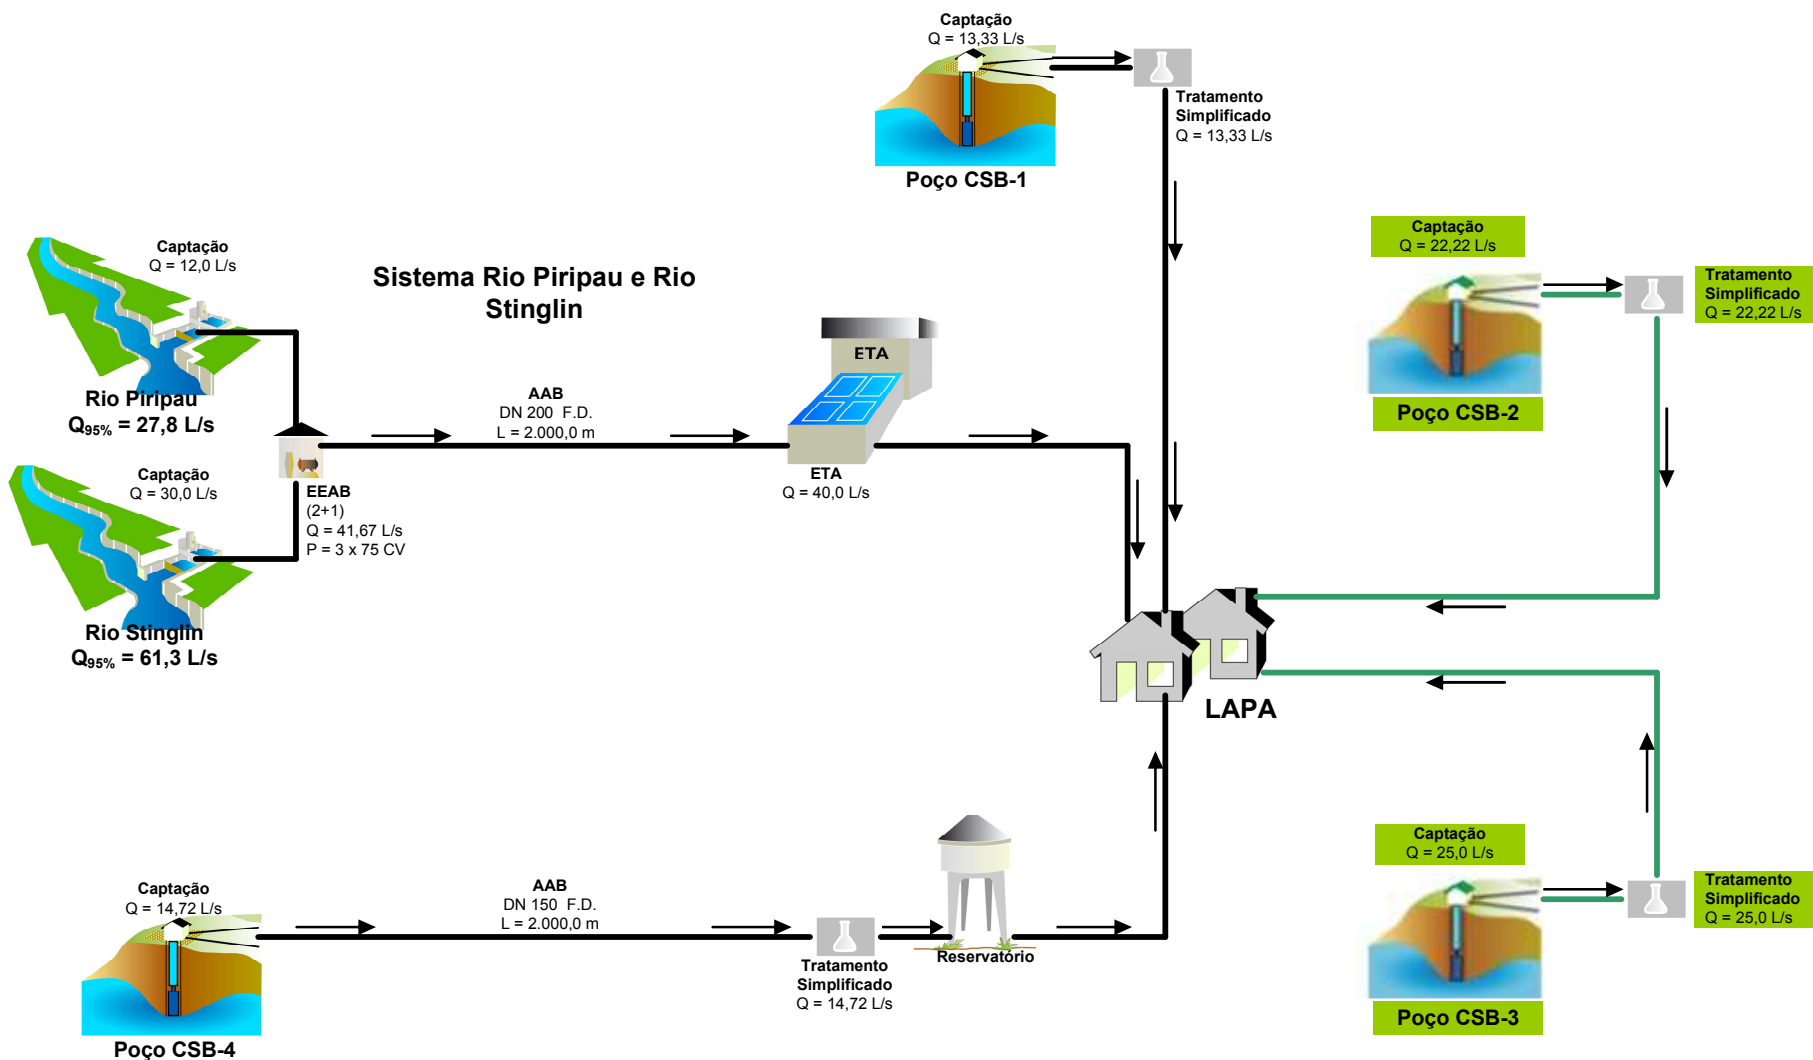 Captação
Q = 13,33 L/s
Tratamento
Simplificado
Q = 13,33 L/s
Poço CSB-1
Captação
Q = 12,0 L/s
Sistema Rio Piripau e Rio
Stinglin
Rio Piripau
Q95% = 27,8 L/s
Captação
Q = 30,0 L/s
EEAB
(2+1)
Q = 41,67 L/s
P = 3 x 75 CV
Rio Stinglin
Q95% = 61,3 L/s
AAB
DN 200 F.D.
L = 2.000,0 m
ETA
ETA
Q = 40,0 L/s
Captação
Q = 22,22 L/s
Tratamento
Simplificado
Q = 22,22 L/s
Poço CSB-2
LAPA
Captação
Q = 14,72 L/s
AAB
DN 150 F.D.
L = 2.000,0 m
Tratamento
Simplificado
Q = 14,72 L/s
Reservatório
Poço CSB-4
Captação
Q = 25,0 L/s
Tratamento
Simplificado
Q = 25,0 L/s
Poço CSB-3